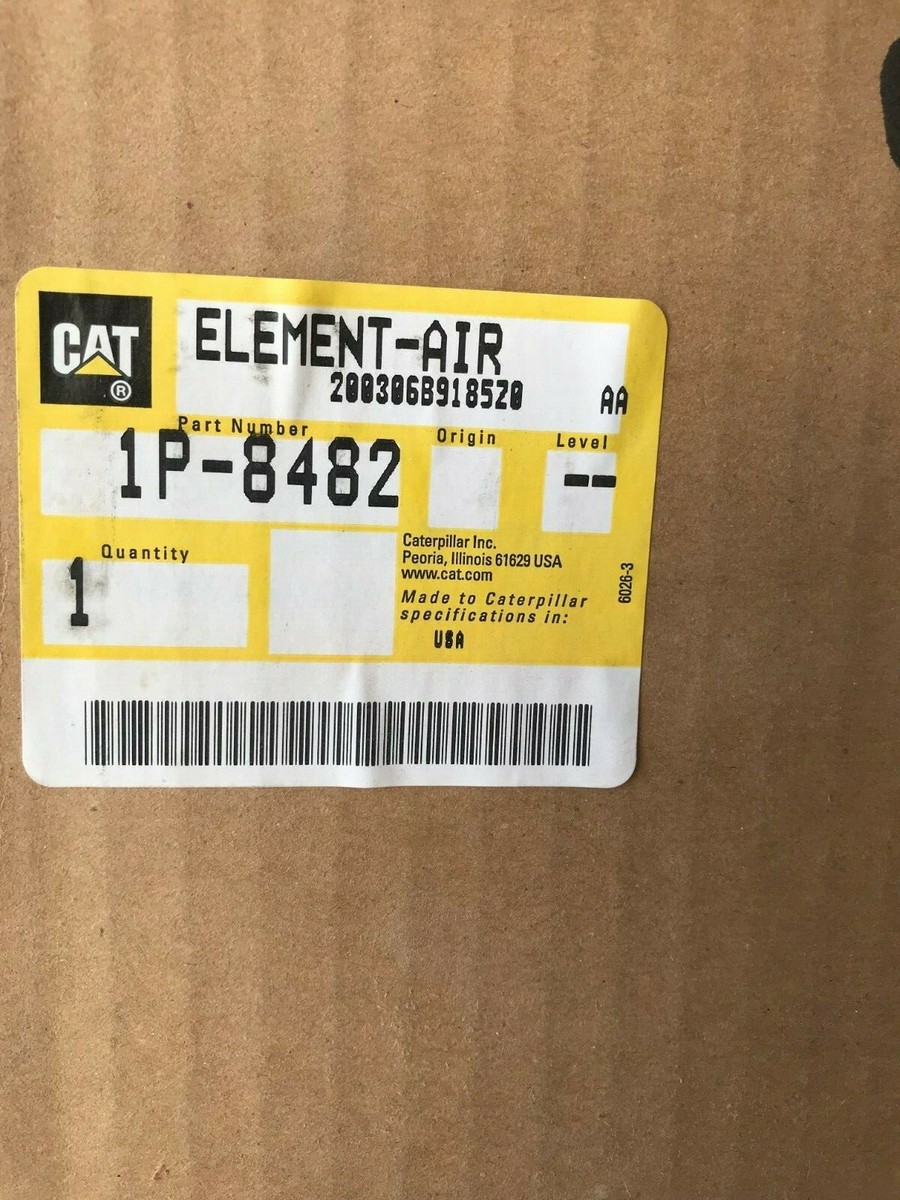 CAT
®
ELEMENT-AIR
200306B9185Z0 AA
Part Number Origin Level
1P-8482 --
Quantity
1
Caterpillar Inc.
Peoria, Illinois 61629 USA
www.cat.com
Made to Caterpillar
specifications in:
USA
6026-3